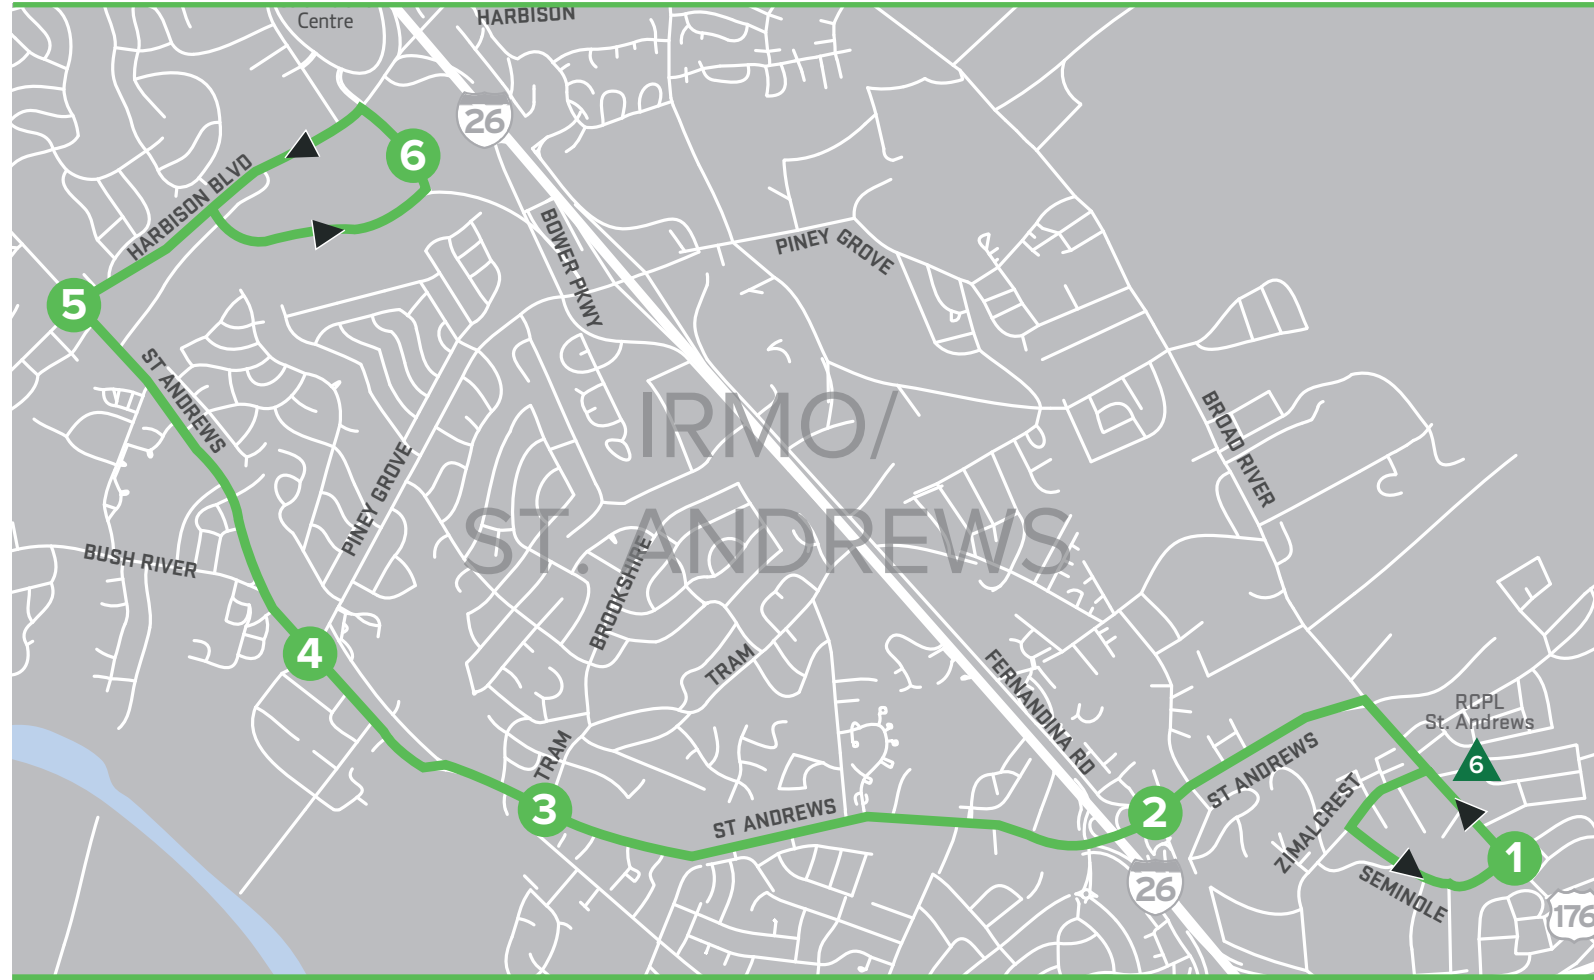 Centre
HARBISON
26
6
HARBISON BLVD
BOWER PKWY
PINEY GROVE
5
ST ANDREWS
IRMO/
ST. ANDREWS
BROAD RIVER
PINEY GROVE
BUSH RIVER
BROOKSHIRE
4
TRAM
FERNANDINA RD
RCPL
St. Andrews
6
TRAM
3
ST ANDREWS
2
ST ANDREWS
ZIMALCREST
1
SEMINOLE
26
176